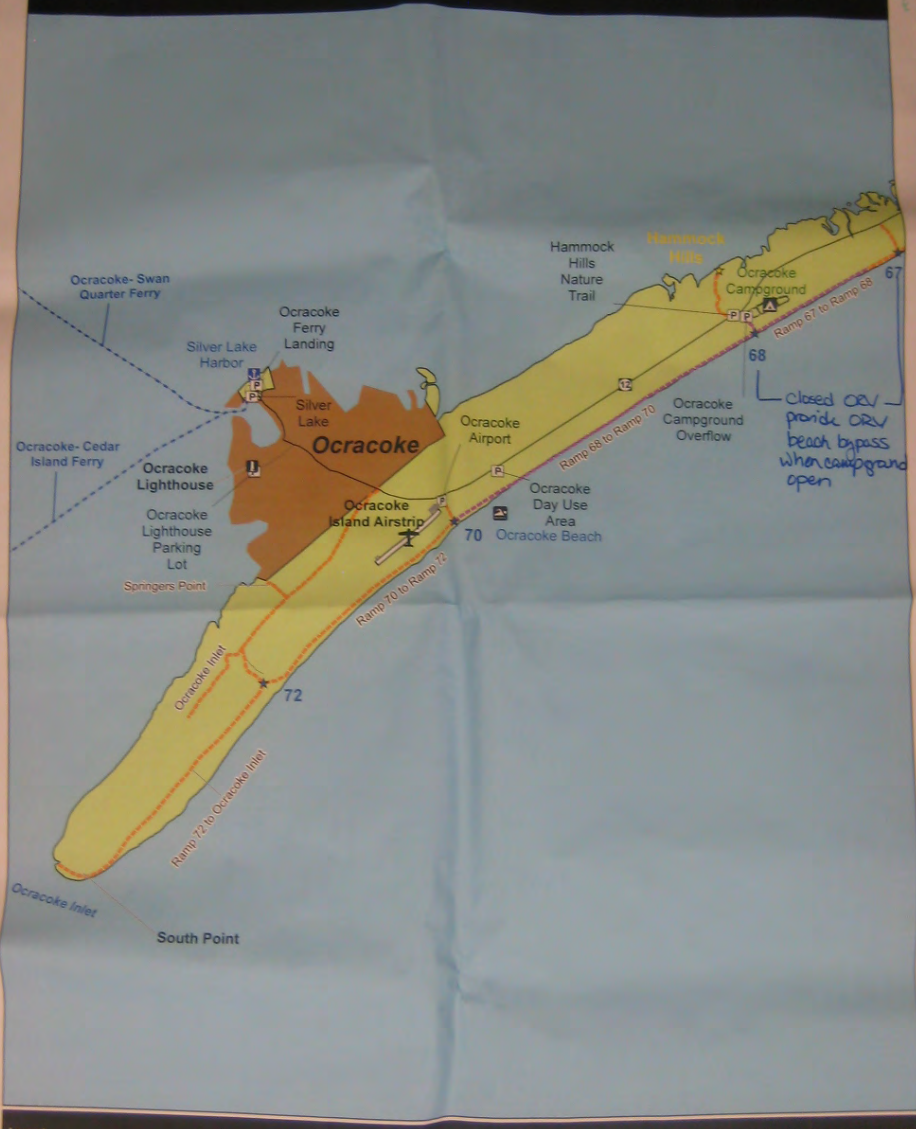 Hammock
Hills
Hammock
Hills
Nature
Trail
Ocracoke
Campground
67
Ramp 67 to Ramp 68
68
Ocracoke- Swan
Quarter Ferry
Ocracoke
Ferry
Landing
Silver Lake
Harbor
P
P
Silver
Lake
Ocracoke
12
P
P
Ocracoke
Campground
Overflow
Closed ORV
provide ORV
beach bypass
when campground
open
Ocracoke
Airport
Ramp 68 to Ramp 70
Ocracoke- Cedar
Island Ferry
Ocracoke
Lighthouse
Ocracoke
Lighthouse
Parking
Lot
Ocracoke
Island Airstrip
P
P
Ocracoke
Day Use
Area
70
Ocracoke Beach
Springers Point
Ramp 70 to Ramp 72
Ocracoke Inlet
72
Ramp 72 to Ocracoke Inlet
Ocracoke Inlet
South Point